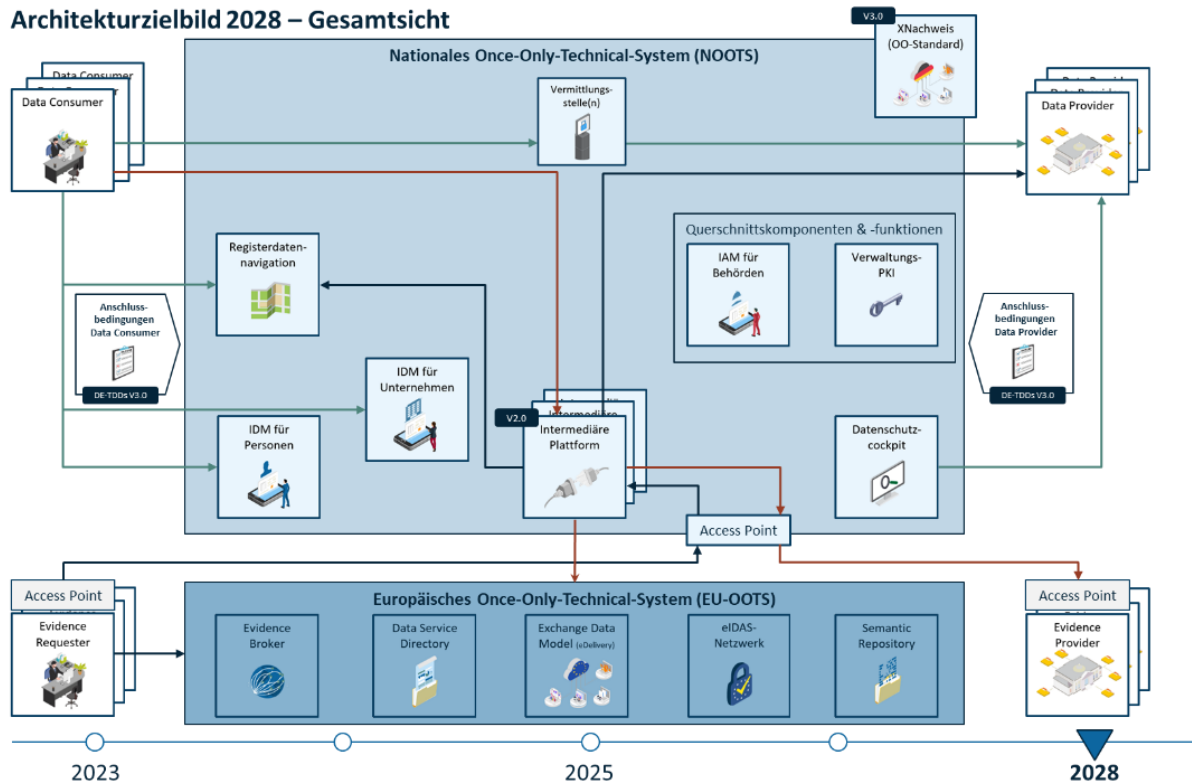 Architekturzielbild 2028 – Gesamtsicht
V3.0
XNachweis
(OO-Standard)
Nationales Once-Only-Technical-System (NOOTS)
Data Consumer
Data Consumer
Vermittlungs-
stelle(n)
Data Provider
Querschnittskomponenten & -funktionen
Registerdaten-
navigation
IAM für
Behörden
Verwaltungs-
PKI
Anschluss-
bedingungen
Data Consumer
DE-TDDs V3.0
Anschluss-
bedingungen
Data Provider
DE-TDDs V3.0
IDM für
Unternehmen
IDM für
Personen
V2.0
Intermediäre
Plattform
Datenschutz-
cockpit
Access Point
Access Point
Evidence
Requester
Europäisches Once-Only-Technical-System (EU-OOTS)
Evidence
Broker
Data Service
Directory
Exchange Data
Model (eDelivery)
eIDAS-
Netzwerk
Semantic
Repository
Access Point
Evidence
Provider
2023
2025
2028